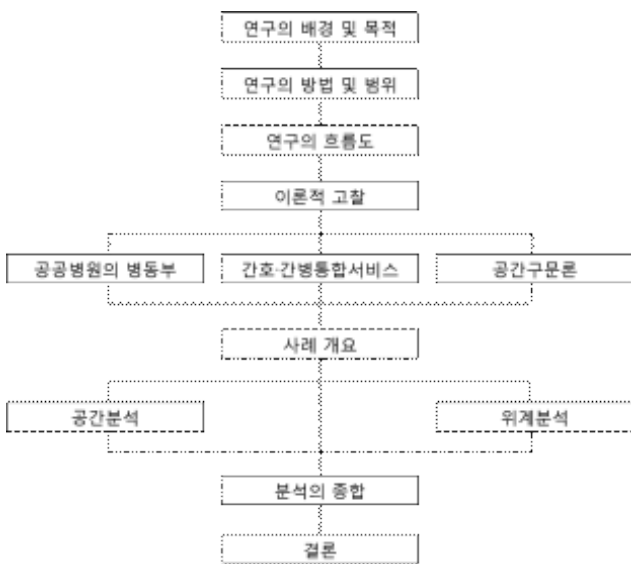 연구의 배경 및 목적
연구의 방법 및 범위
연구의 흐름도
이론적 고찰
공공병원의 병동부
간호·간병통합서비스
공간구문론
사례 개요
공간분석
위계분석
분석의 종합
결론